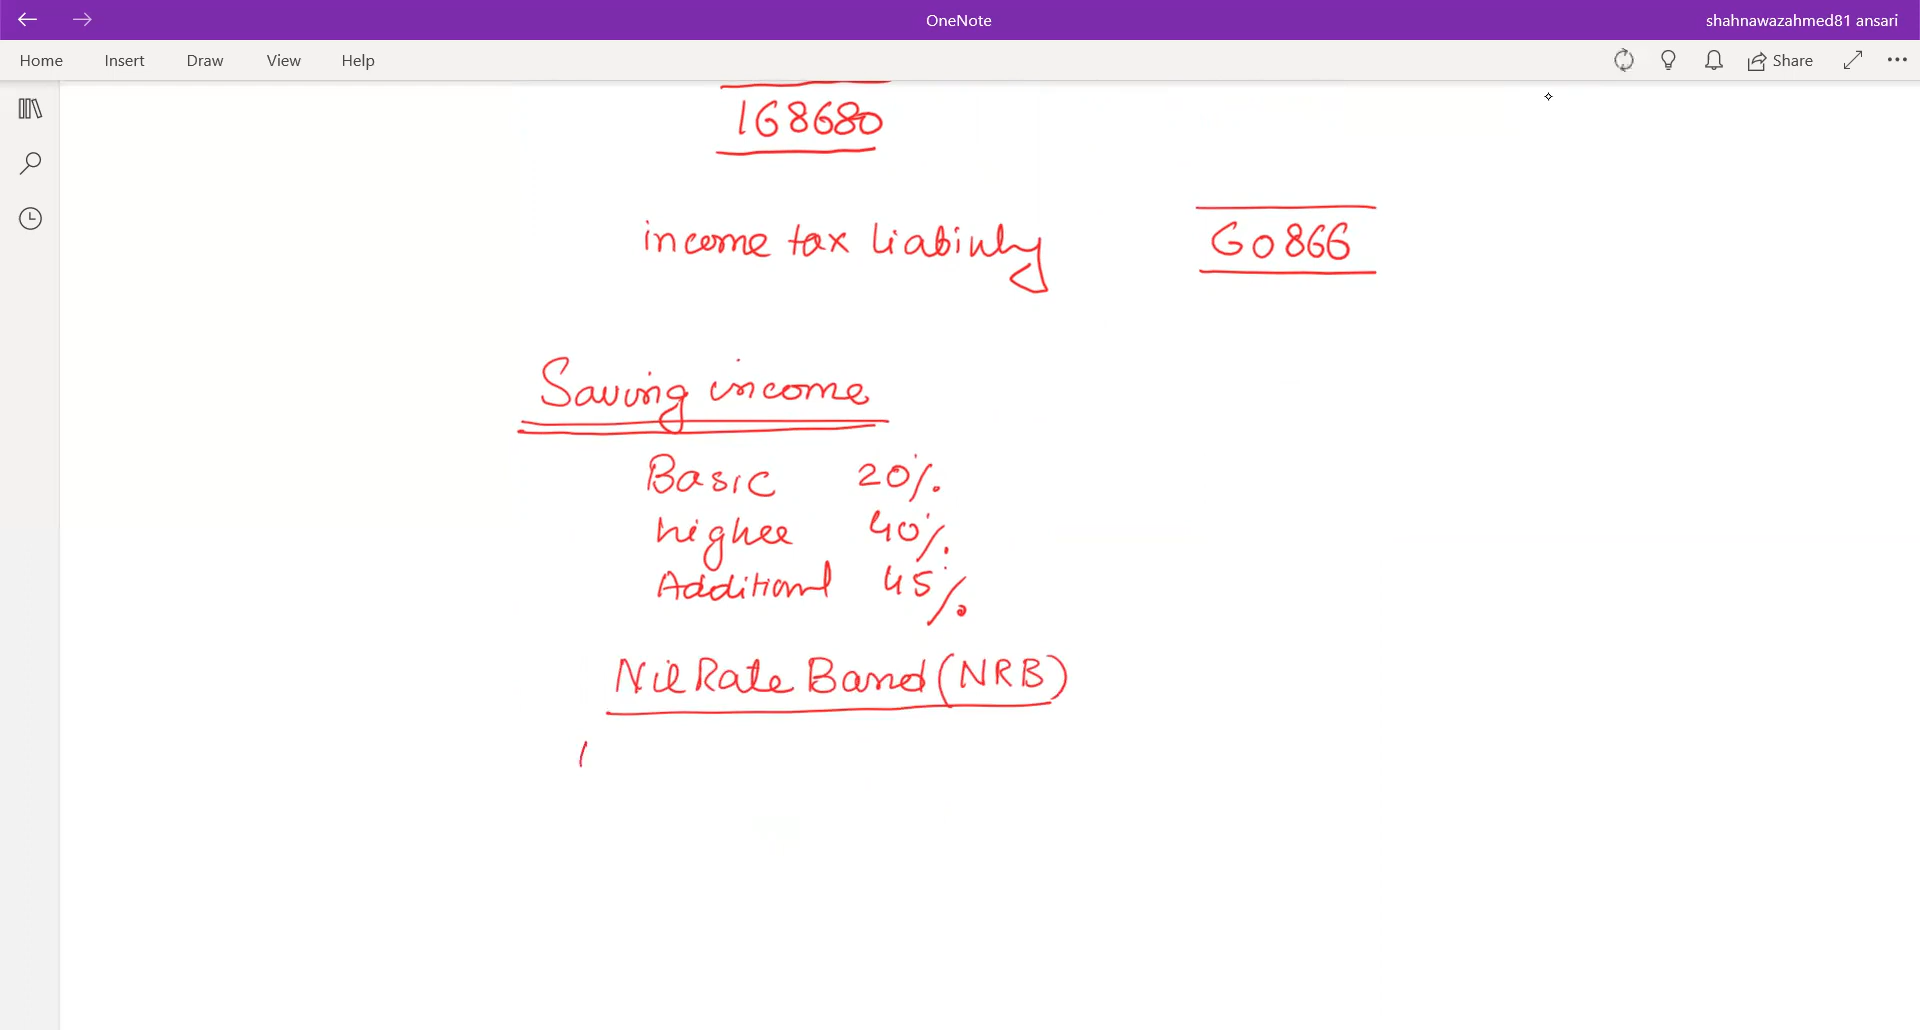 OneNote
shahnawazahmed81 ansari
Home Insert Draw View Help
Share
168680
income tax liability 60866
Saving income
Basic 20%.
higher 40%.
Additional 45%.
Nil Rate Band (NRB)